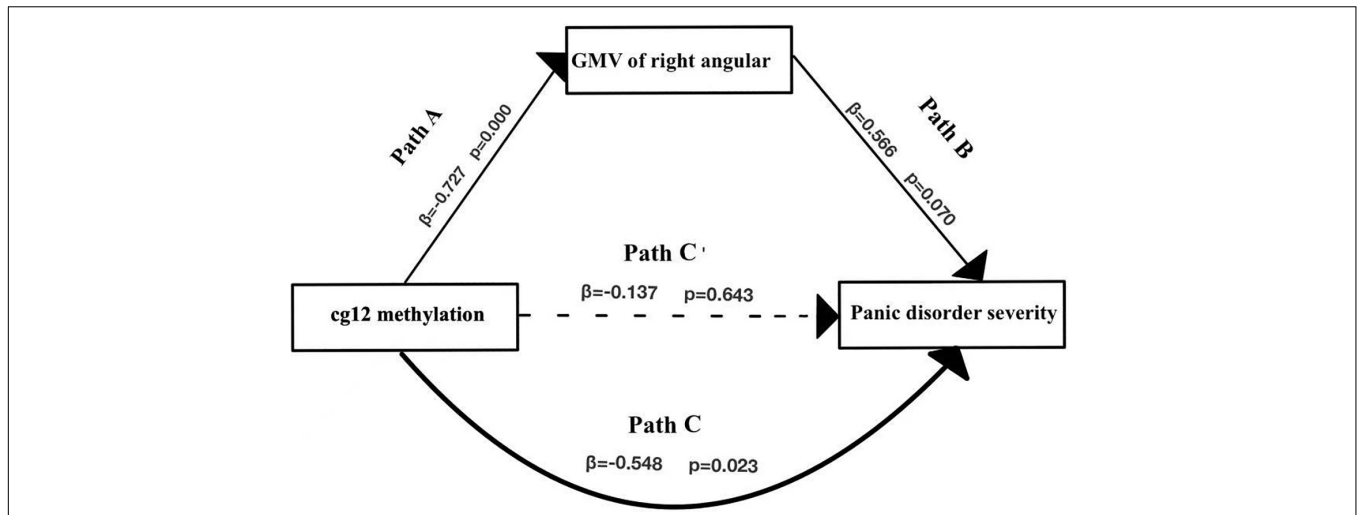 GMV of right angular
Path A
β=-0.727 p=0.000
Path B
β=0.566 p=0.070
Path C '
β=-0.137 p=0.643
cg12 methylation
Panic disorder severity
Path C
β=-0.548 p=0.023